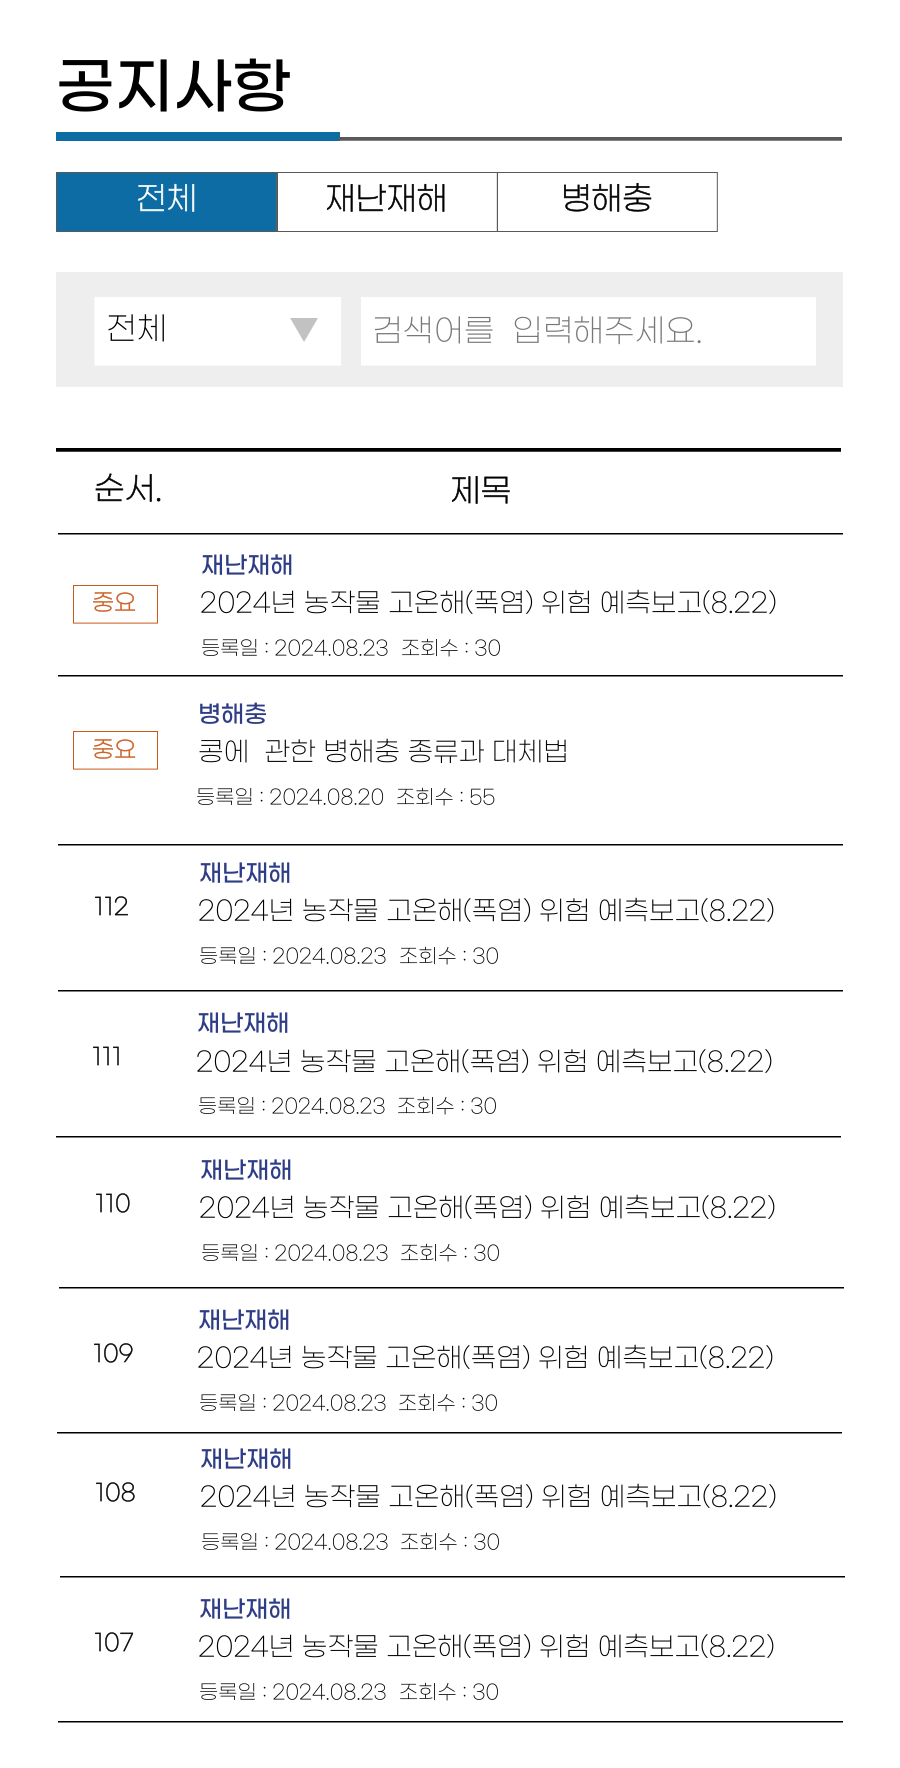 공지사항
전체 재난재해 병해충
전체 ▼ 검색어를 입력해주세요.
순서. 제목
재난재해
중요 2024년 농작물 고온해(폭염) 위험 예측보고(8.22)
등록일 : 2024.08.23 조회수 : 30
병해충
중요 콩에 관한 병해충 종류과 대체법
등록일 : 2024.08.20 조회수 : 55
재난재해
112 2024년 농작물 고온해(폭염) 위험 예측보고(8.22)
등록일 : 2024.08.23 조회수 : 30
재난재해
111 2024년 농작물 고온해(폭염) 위험 예측보고(8.22)
등록일 : 2024.08.23 조회수 : 30
재난재해
110 2024년 농작물 고온해(폭염) 위험 예측보고(8.22)
등록일 : 2024.08.23 조회수 : 30
재난재해
109 2024년 농작물 고온해(폭염) 위험 예측보고(8.22)
등록일 : 2024.08.23 조회수 : 30
재난재해
108 2024년 농작물 고온해(폭염) 위험 예측보고(8.22)
등록일 : 2024.08.23 조회수 : 30
재난재해
107 2024년 농작물 고온해(폭염) 위험 예측보고(8.22)
등록일 : 2024.08.23 조회수 : 30